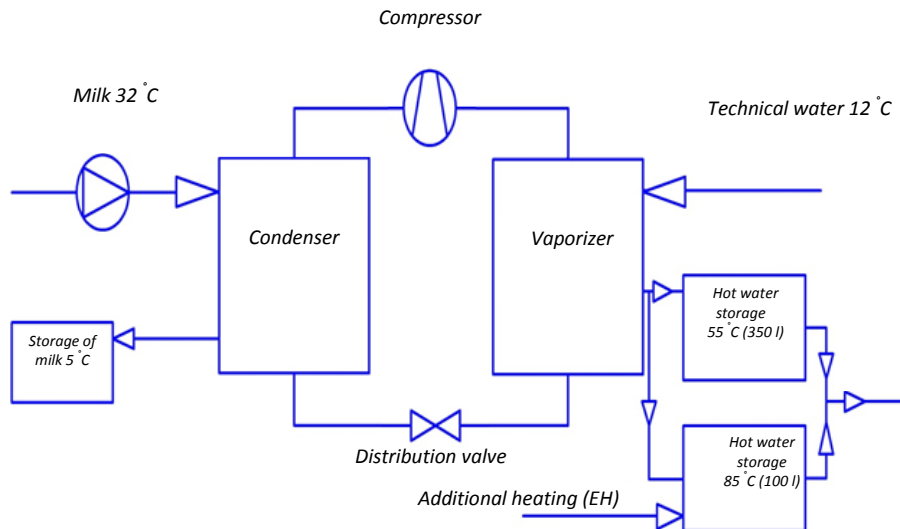 Compressor
Milk 32 °C
Technical water 12 °C
Condenser
Vaporizer
Hot water
storage
55 °C (350 l)
Storage of
milk 5 °C
Distribution valve
Hot water
storage
85 °C (100 l)
Additional heating (EH)